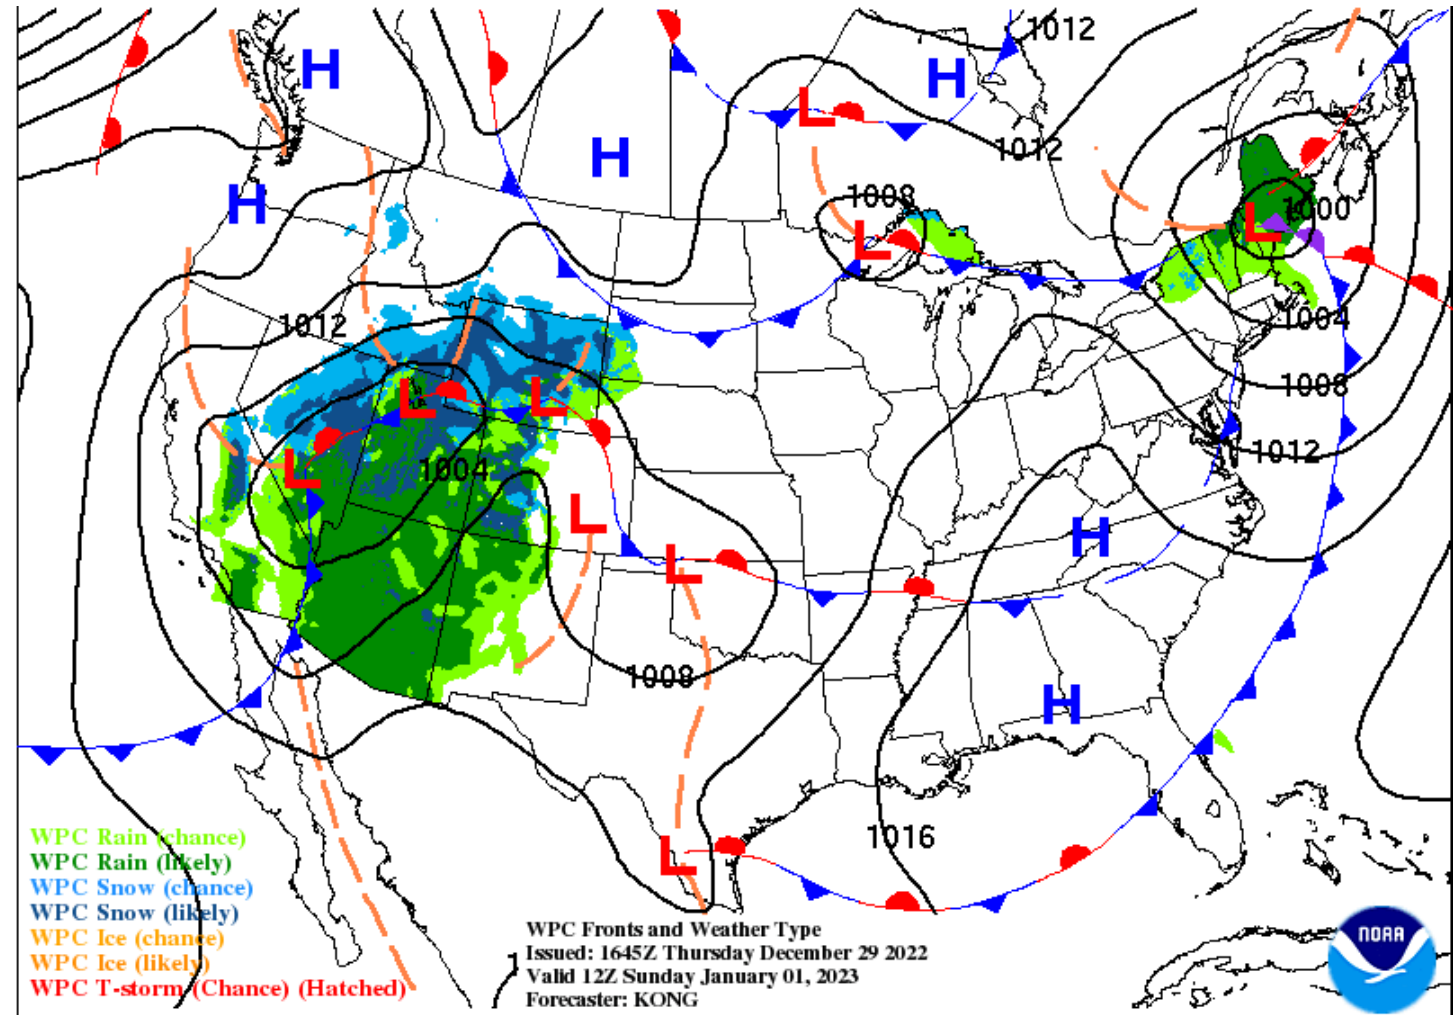 1012
H
H
L
1012
H
1008
H
1000
L
L
1012
1004
1008
L
L
1012
1004
L
L
H
L
1008
H
1016
L
WPC Rain (chance)
WPC Rain (likely)
WPC Snow (chance)
WPC Snow (likely)
WPC Ice (chance)
WPC Ice (likely)
WPC T-storm (Chance) (Hatched)
1
WPC Fronts and Weather Type
Issued: 1645Z Thursday December 29 2022
Valid 12Z Sunday January 01, 2023
Forecaster: KONG
NOAA